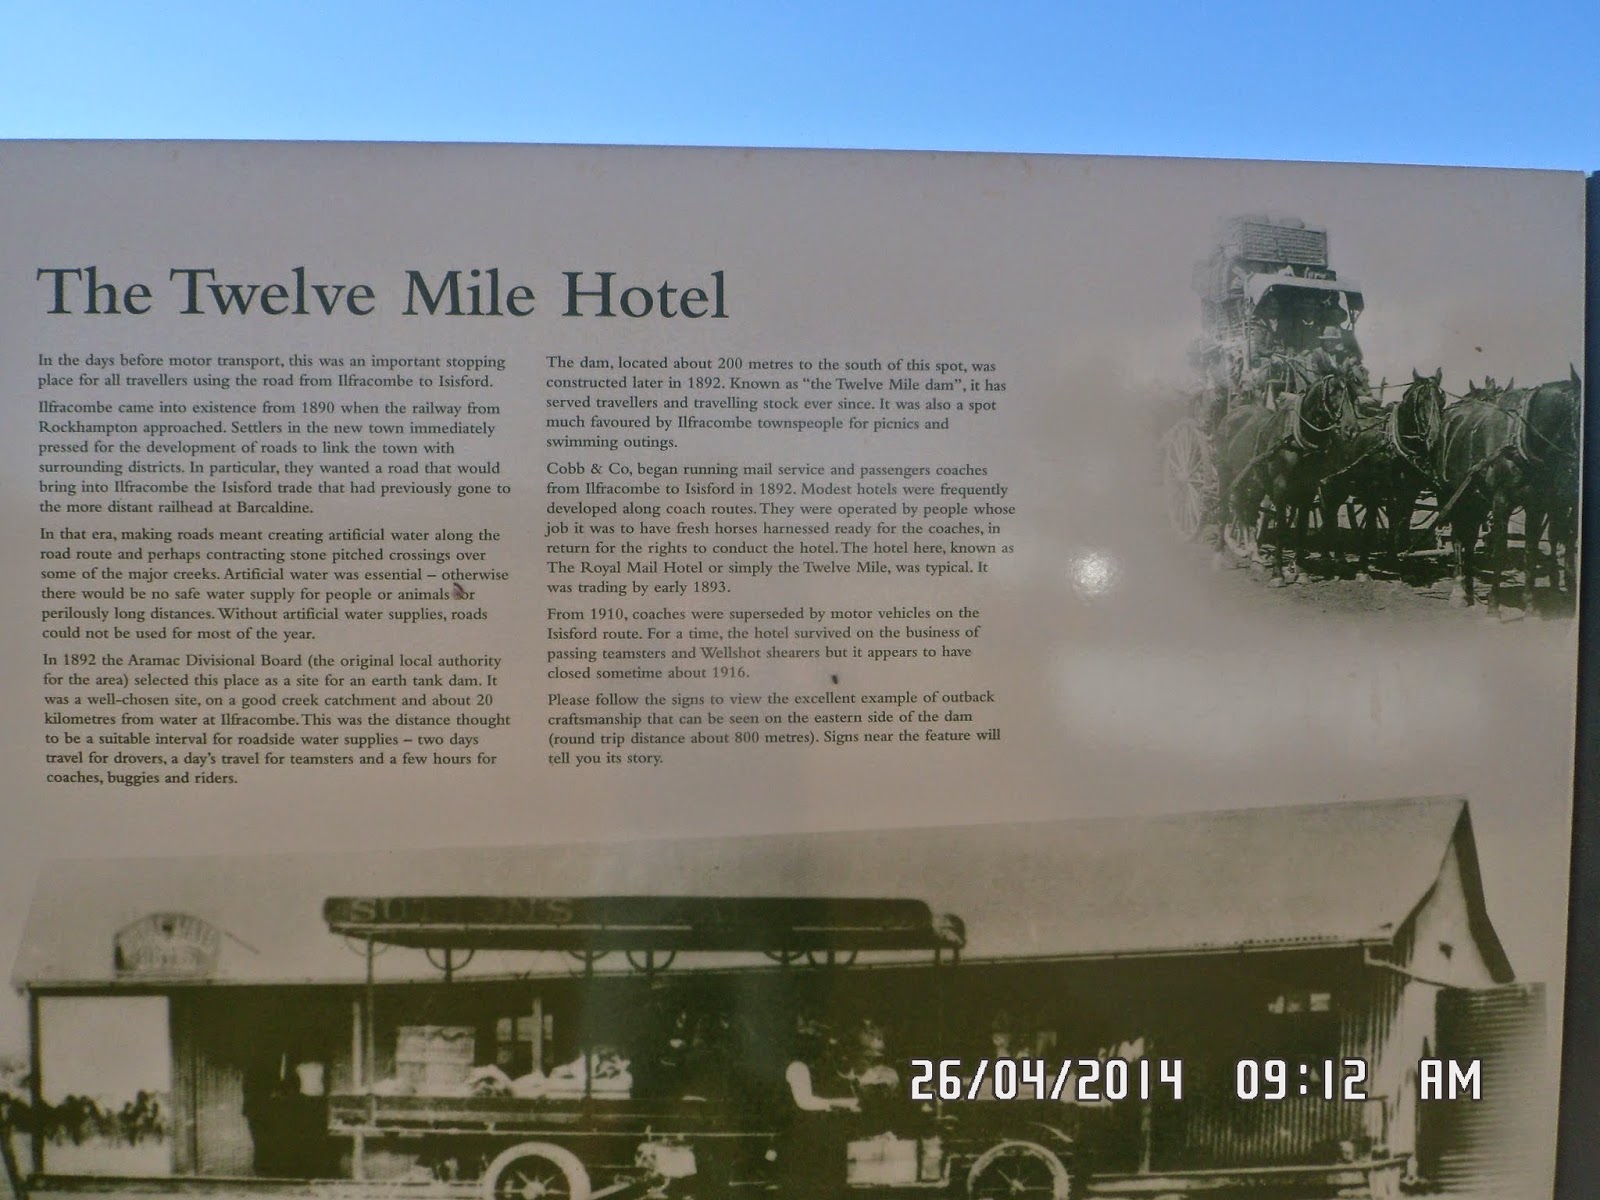 The Twelve Mile Hotel
In the days before motor transport, this was an important stopping
place for all travellers using the road from Ilfracombe to Isisford.
Ilfracombe came into existence from 1890 when the railway from
Rockhampton approached. Settlers in the new town immediately
pressed for the development of roads to link the town with
surrounding districts. In particular, they wanted a road that would
bring into Ilfracombe the Isisford trade that had previously gone to
the more distant railhead at Barcaldine.
In that era, making roads meant creating artificial water along the
road route and perhaps contracting stone pitched crossings over
some of the major creeks. Artificial water was essential – otherwise
there would be no safe water supply for people or animals for
perilously long distances. Without artificial water supplies, roads
could not be used for most of the year.
In 1892 the Aramac Divisional Board (the original local authority
for the area) selected this place as a site for an earth tank dam. It
was a well-chosen site, on a good creek catchment and about 20
kilometres from water at Ilfracombe. This was the distance thought
to be a suitable interval for roadside water supplies – two days
travel for drovers, a day's travel for teamsters and a few hours for
coaches, buggies and riders.
The dam, located about 200 metres to the south of this spot, was
constructed later in 1892. Known as "the Twelve Mile dam", it has
served travellers and travelling stock ever since. It was also a spot
much favoured by Ilfracombe townspeople for picnics and
swimming outings.
Cobb & Co, began running mail service and passengers coaches
from Ilfracombe to Isisford in 1892. Modest hotels were frequently
developed along coach routes. They were operated by people whose
job it was to have fresh horses harnessed ready for the coaches, in
return for the rights to conduct the hotel. The hotel here, known as
The Royal Mail Hotel or simply the Twelve Mile, was typical. It
was trading by early 1893.
From 1910, coaches were superseded by motor vehicles on the
Isisford route. For a time, the hotel survived on the business of
passing teamsters and Wellshot shearers but it appears to have
closed sometime about 1916.
Please follow the signs to view the excellent example of outback
craftsmanship that can be seen on the eastern side of the dam
(round trip distance about 800 metres). Signs near the feature will
tell you its story.
26/04/2014 09:12 AM